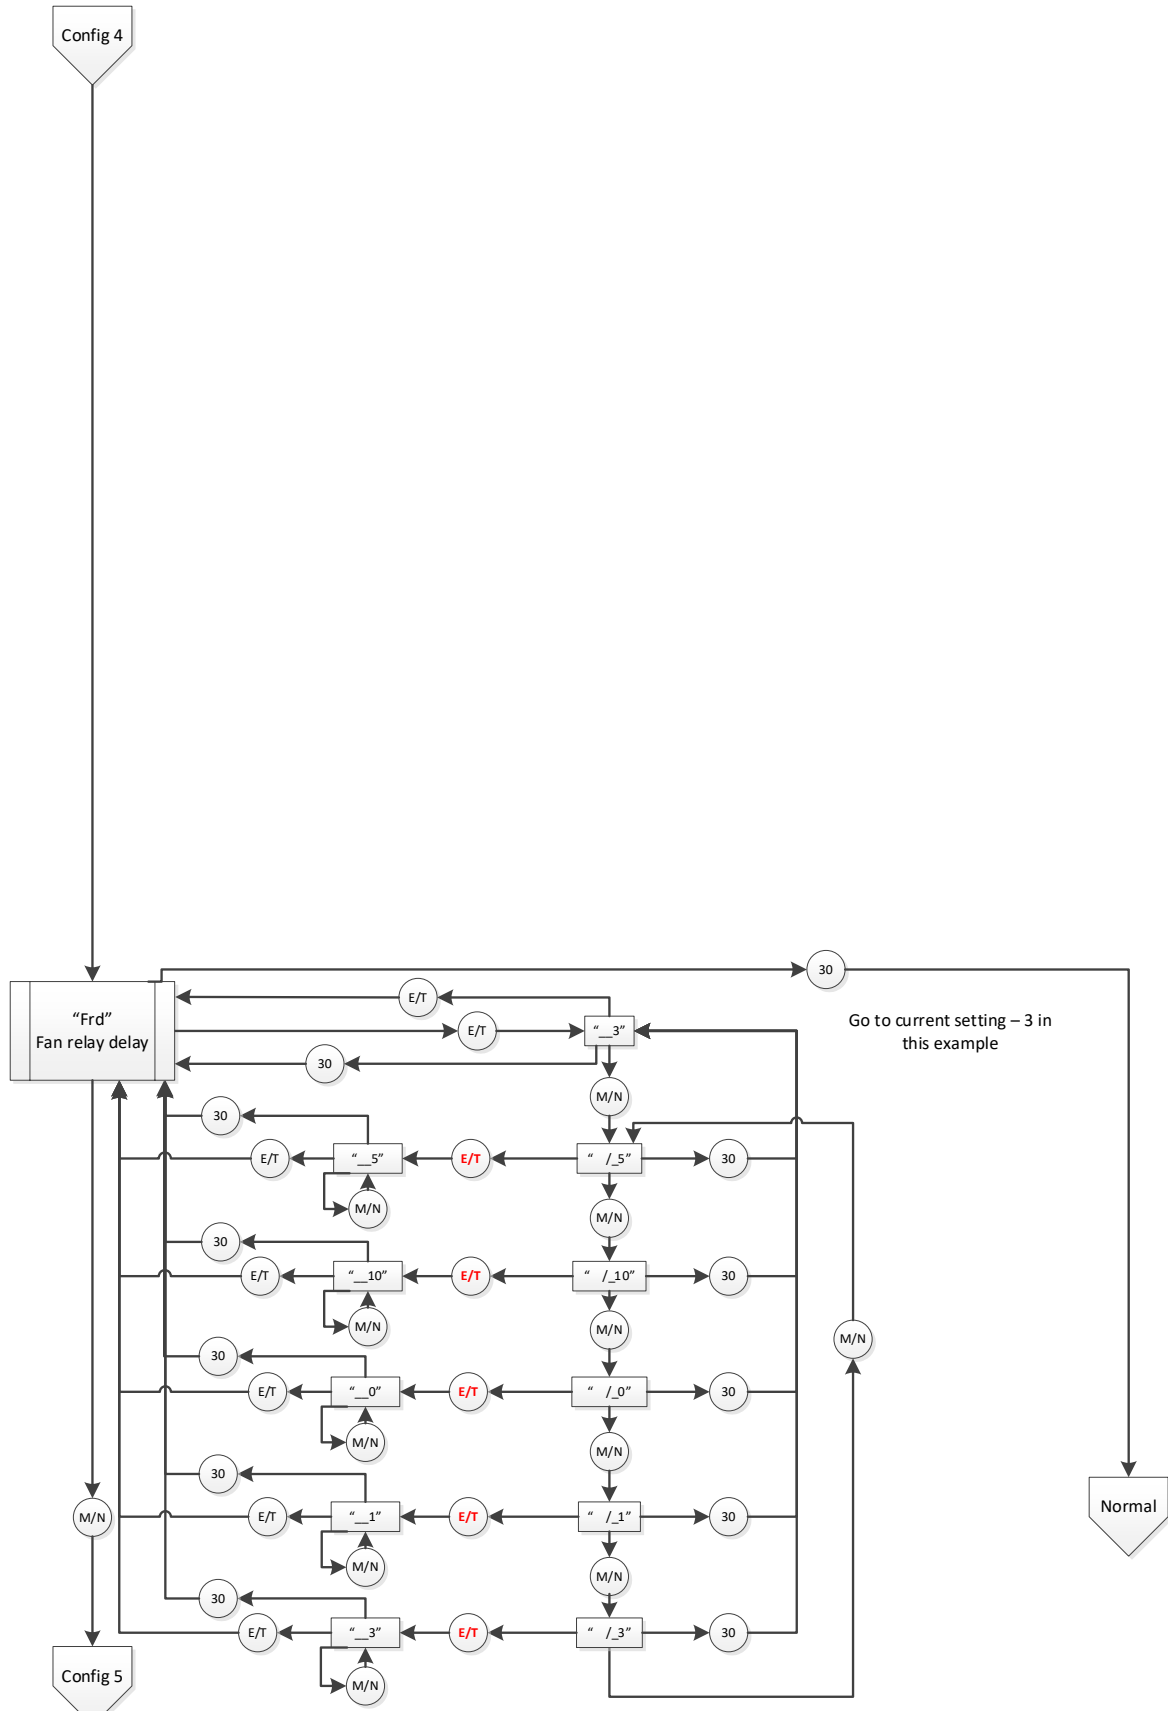 Config 4
30
“Frd”
Fan relay delay
E/T
E/T
“__3”
Go to current setting – 3 in
this example
30
M/N
30
E/T
“__5”
E/T
“ /_5”
30
M/N
M/N
30
E/T
“__10”
E/T
“ /_10”
30
M/N
M/N
M/N
30
E/T
“__0”
E/T
“ /_0”
30
M/N
M/N
30
E/T
“__1”
E/T
“ /_1”
30
M/N
Normal
M/N
M/N
30
E/T
“__3”
E/T
“ /_3”
30
M/N
Config 5